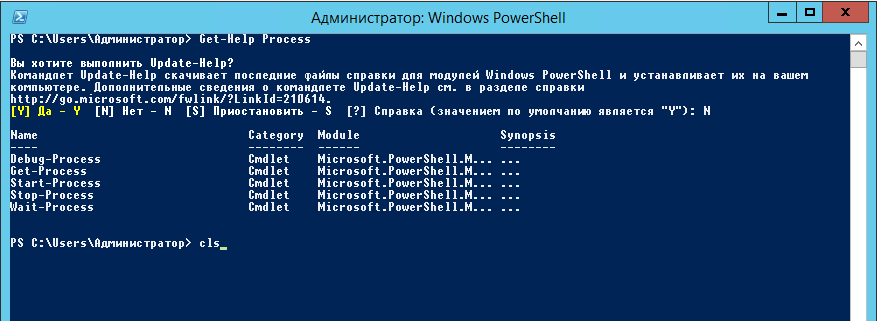 Администратор: Windows PowerShell
PS C:\Users\Администратор> Get-Help Process
Вы хотите выполнить Update-Help?
Командлет Update-Help скачивает последние файлы справки для модулей Windows PowerShell и устанавливает их на вашем
компьютере. Дополнительные сведения о командлете Update-Help см. в разделе справки
http://go.microsoft.com/fwlink/?LinkId=210614.
[Y] Да - Y  [N] Нет - N  [S] Приостановить - S  [?] Справка (значением по умолчанию является "Y"): N
Name Category Module Synopsis
---- -------- ------ --------
Debug-Process Cmdlet Microsoft.PowerShell.M... ...
Get-Process Cmdlet Microsoft.PowerShell.M... ...
Start-Process Cmdlet Microsoft.PowerShell.M... ...
Stop-Process Cmdlet Microsoft.PowerShell.M... ...
Wait-Process Cmdlet Microsoft.PowerShell.M... ...
PS C:\Users\Администратор> cls_